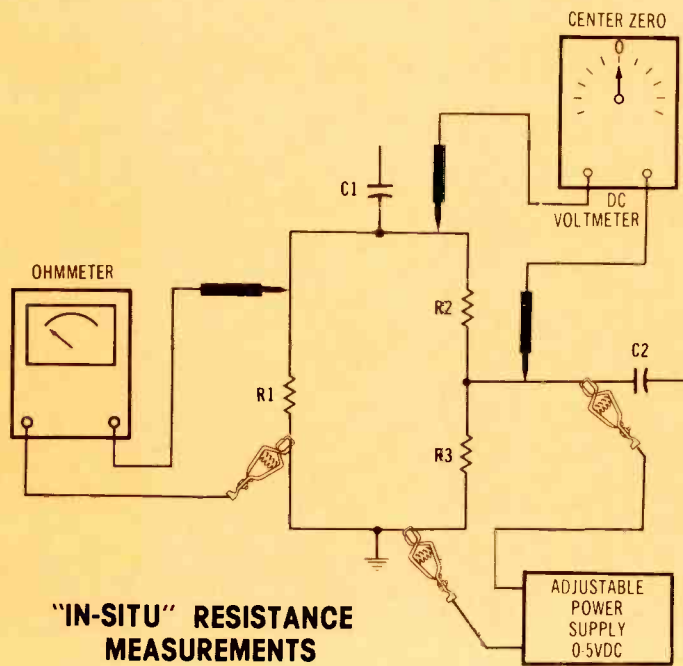 CENTER ZERO
0
DC
VOLTMETER
C1
OHMMETER
R2
C2
R1
R3
"IN-SITU" RESISTANCE
MEASUREMENTS
ADJUSTABLE
POWER
SUPPLY
0-5VDC